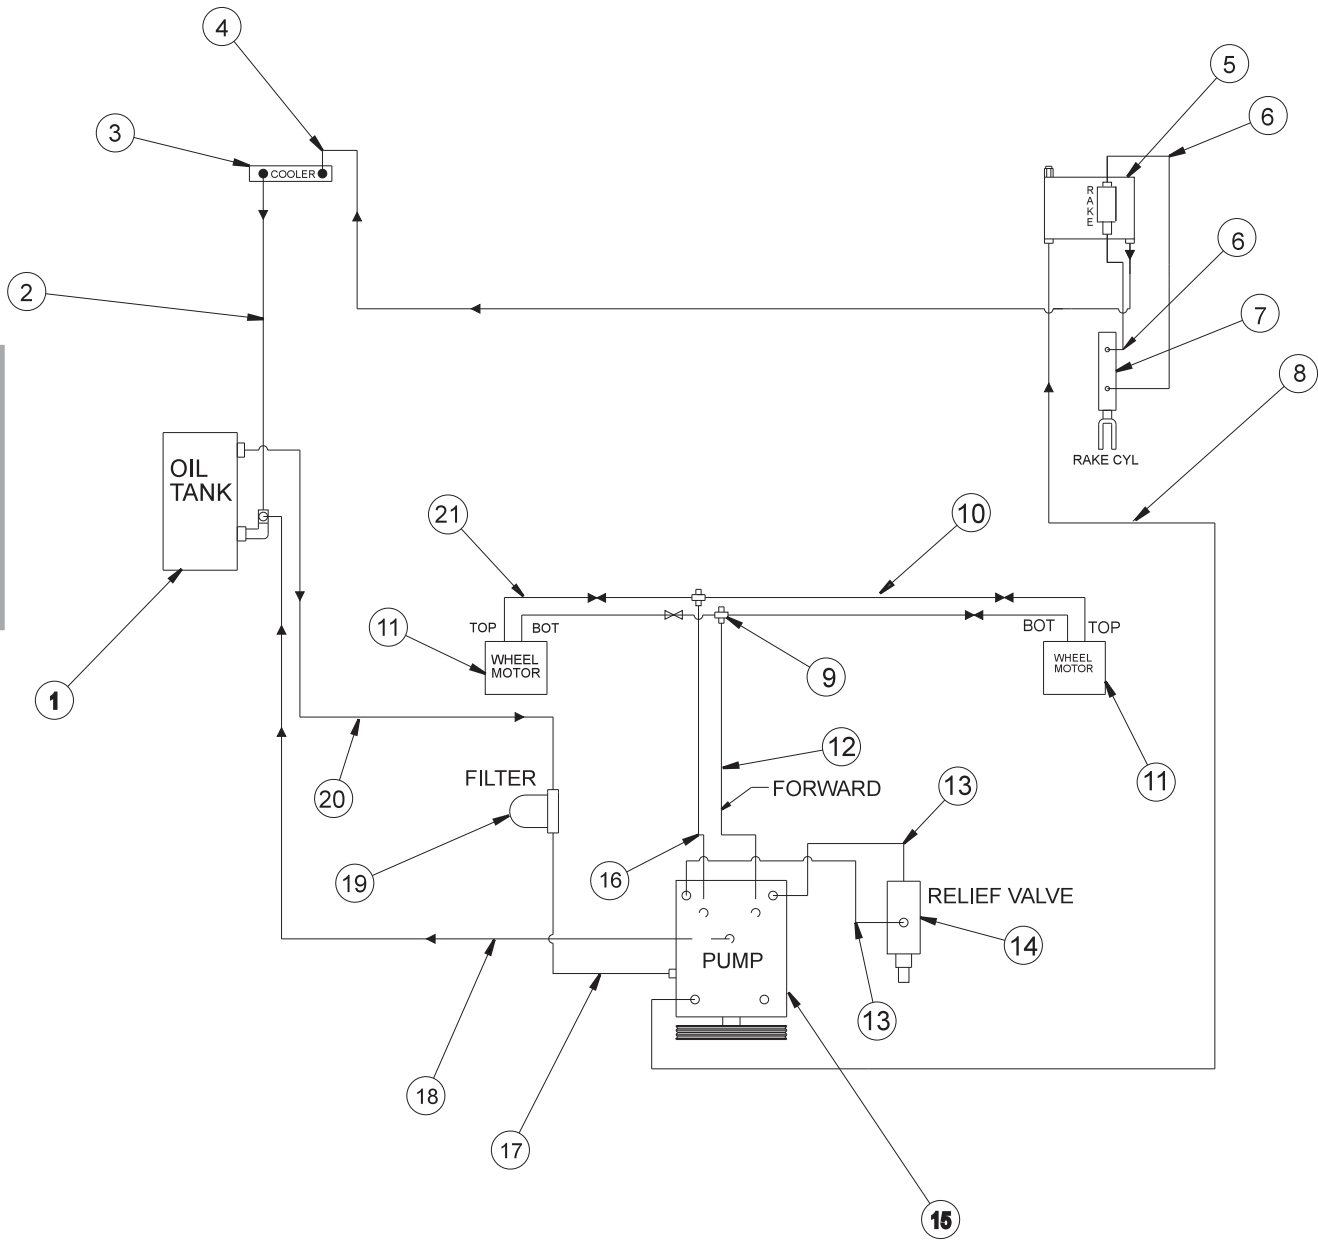 4
5
3
6
COOLER
RAKE
6
2
7
8
RAKE CYL
OIL
TANK
21
10
TOP
BOT
BOT
TOP
11
WHEEL
MOTOR
WHEEL
MOTOR
9
1
12
11
FILTER
FORWARD
13
20
19
16
RELIEF VALVE
14
PUMP
13
18
17
15